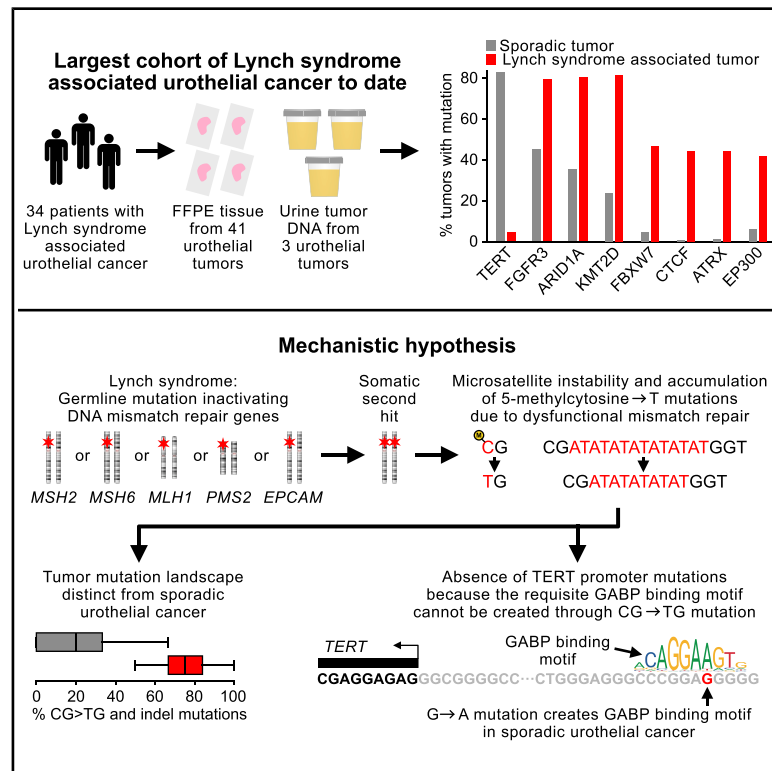 Largest cohort of Lynch syndrome
associated urothelial cancer to date
34 patients with
Lynch syndrome
associated
urothelial cancer
FFPE tissue
from 41
urothelial
tumors
Urine tumor
DNA from
3 urothelial
tumors
Sporadic tumor
Lynch syndrome associated tumor
% tumors with mutation
80
60
40
20
0
TERT
FGFR3
ARID1A
KMT2D
FBXW7
CTCF
ATRX
EP300
Mechanistic hypothesis
Lynch syndrome:
Germline mutation inactivating
DNA mismatch repair genes
or or or or
MSH2 MSH6 MLH1 PMS2 EPCAM
Somatic
second
hit
Microsatellite instability and accumulation
of 5-methylcytosine→T mutations
due to dysfunctional mismatch repair
M
CG CGATATATATATATATGGT
TG CGATATATATATGGT
Tumor mutation landscape
distinct from sporadic
urothelial cancer
0 20 40 60 80 100
% CG>TG and indel mutations
Absence of TERT promoter mutations
because the requisite GABP binding motif
cannot be created through CG→TG mutation
GABP binding
motif
ACAGGAAGTG
TERT
CGAGGAGAGGGCGGGGCC···CTGGGAGGGCCCGGAGGGGG
G→A mutation creates GABP binding motif
in sporadic urothelial cancer